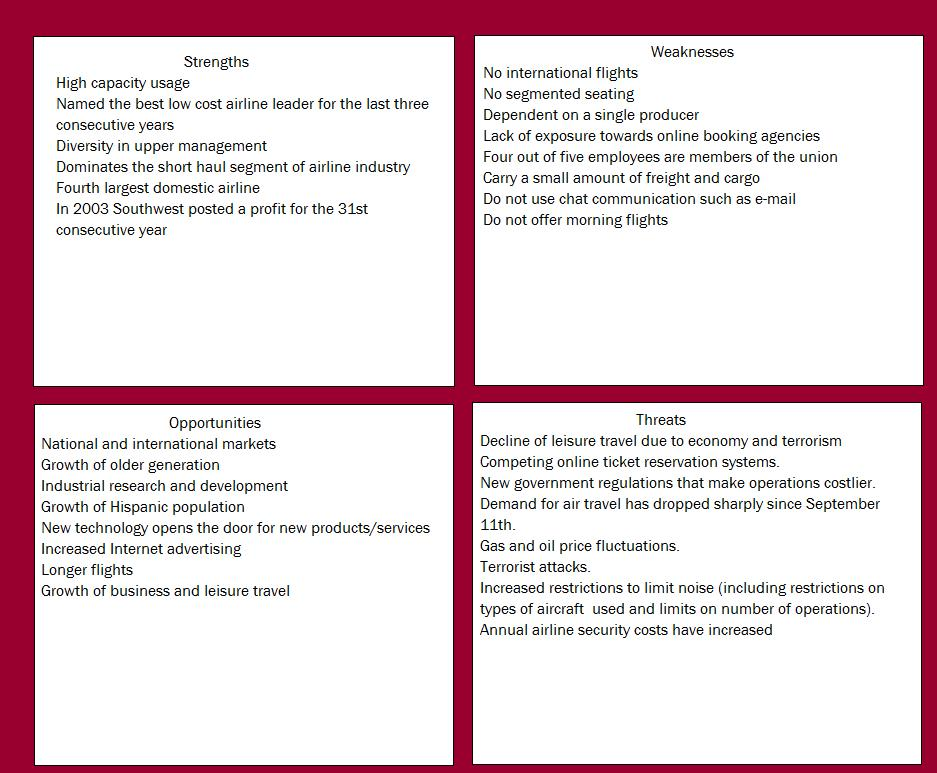 Strengths
High capacity usage
Named the best low cost airline leader for the last three
consecutive years
Diversity in upper management
Dominates the short haul segment of airline industry
Fourth largest domestic airline
In 2003 Southwest posted a profit for the 31st
consecutive year
Weaknesses
No international flights
No segmented seating
Dependent on a single producer
Lack of exposure towards online booking agencies
Four out of five employees are members of the union
Carry a small amount of freight and cargo
Do not use chat communication such as e-mail
Do not offer morning flights
Opportunities
National and international markets
Growth of older generation
Industrial research and development
Growth of Hispanic population
New technology opens the door for new products/services
Increased Internet advertising
Longer flights
Growth of business and leisure travel
Threats
Decline of leisure travel due to economy and terrorism
Competing online ticket reservation systems.
New government regulations that make operations costlier.
Demand for air travel has dropped sharply since September
11th.
Gas and oil price fluctuations.
Terrorist attacks.
Increased restrictions to limit noise (including restrictions on
types of aircraft  used and limits on number of operations).
Annual airline security costs have increased